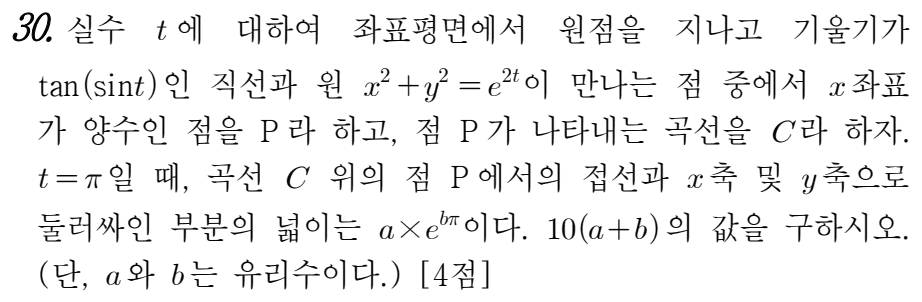 30. 실수 t에 대하여 좌표평면에서 원점을 지나고 기울기가
tan(sint)인 직선과 원 x²+y²=e²ᵗ이 만나는 점 중에서 x좌표
가 양수인 점을 P라 하고, 점 P가 나타내는 곡선을 C라 하자.
t=π일 때, 곡선 C 위의 점 P에서의 접선과 x축 및 y축으로
둘러싸인 부분의 넓이는 a×e^{bπ}이다. 10(a+b)의 값을 구하시오.
(단, a와 b는 유리수이다.) [4점]